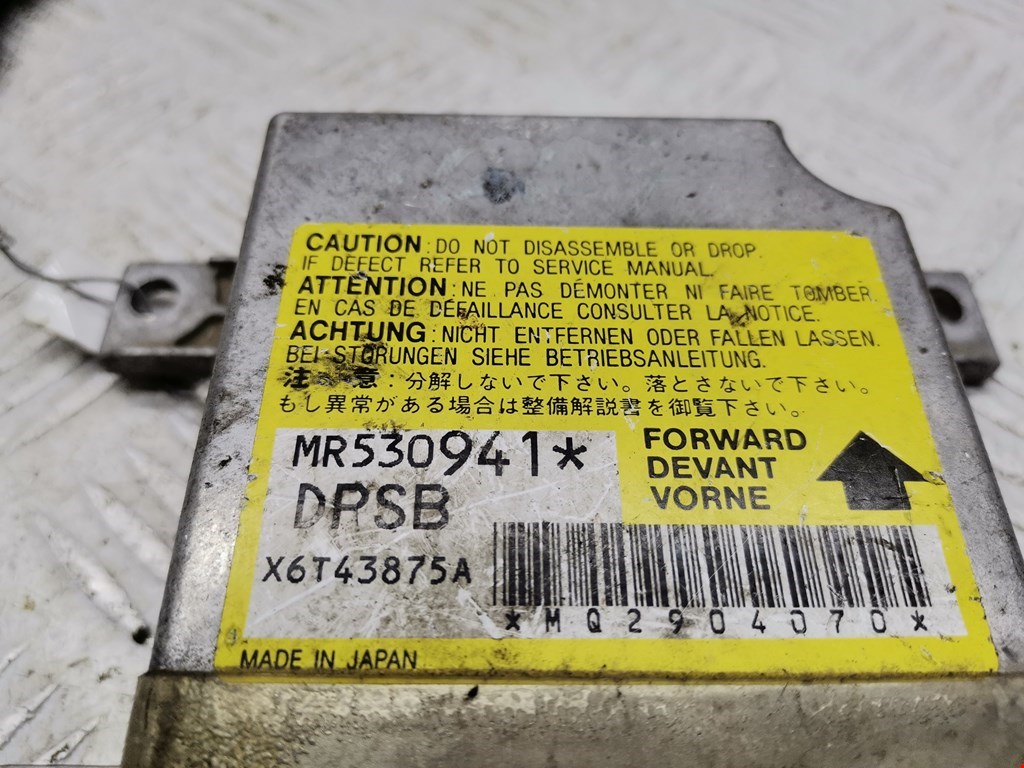 CAUTION: DO NOT DISASSEMBLE OR DROP.
IF DEFECT REFER TO SERVICE MANUAL.
ATTENTION: NE PAS DÉMONTER NI FAIRE TOMBER.
EN CAS DE DÉFAILLANCE CONSULTER LA NOTICE.
ACHTUNG: NICHT ENTFERNEN ODER FALLEN LASSEN.
BEI STÖRUNGEN SIEHE BETRIEBSANLEITUNG.
注意:分解しないで下さい。落とさないで下さい。
もし異常がある場合は整備解説書を御覧下さい。
MR530941*
DPSB
X6T43875A
FORWARD
DEVANT
VORNE
*MQ2904070*
MADE IN JAPAN